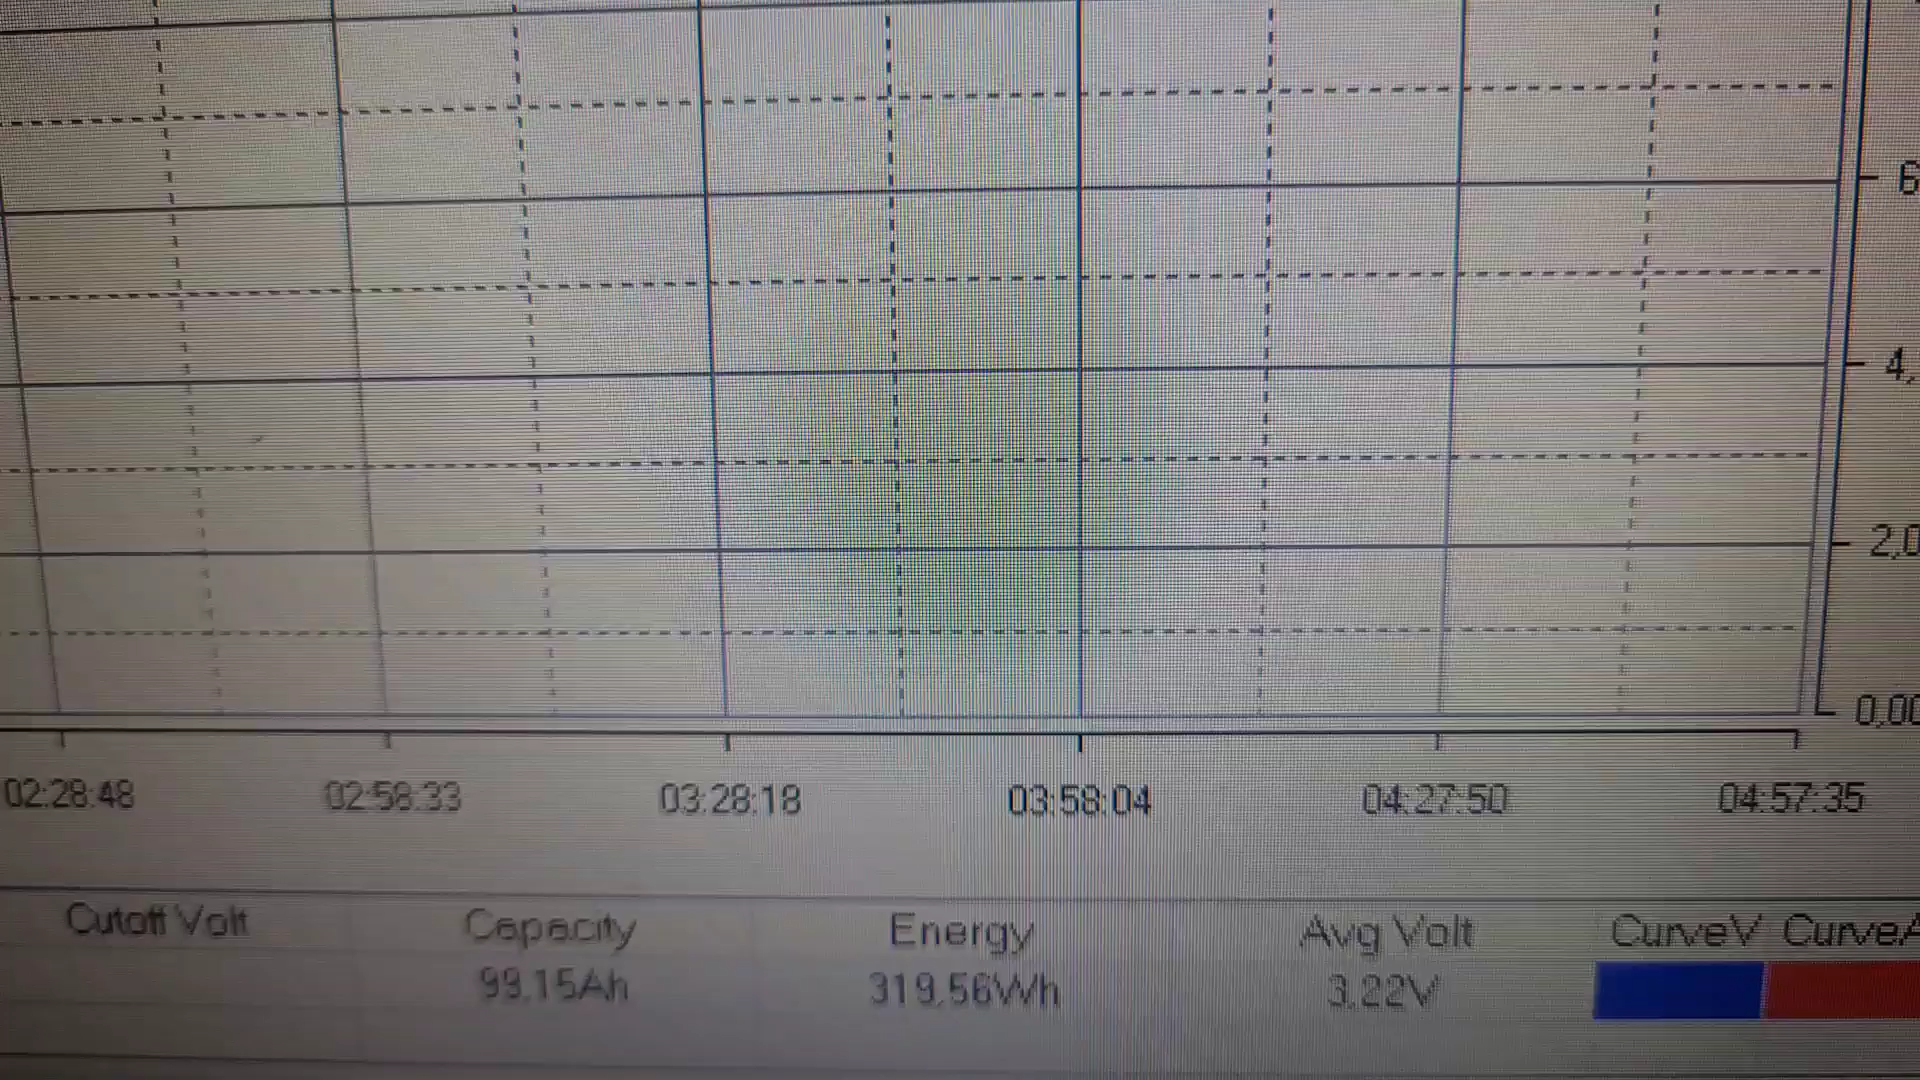 6
4,
2,0
0,00
02:28:48 02:58:33 03:28:18 03:58:04 04:27:50 04:57:35
Cutoff Volt Capacity Energy Avg Volt CurveV CurveA
99.15Ah 319.56Wh 3.22V